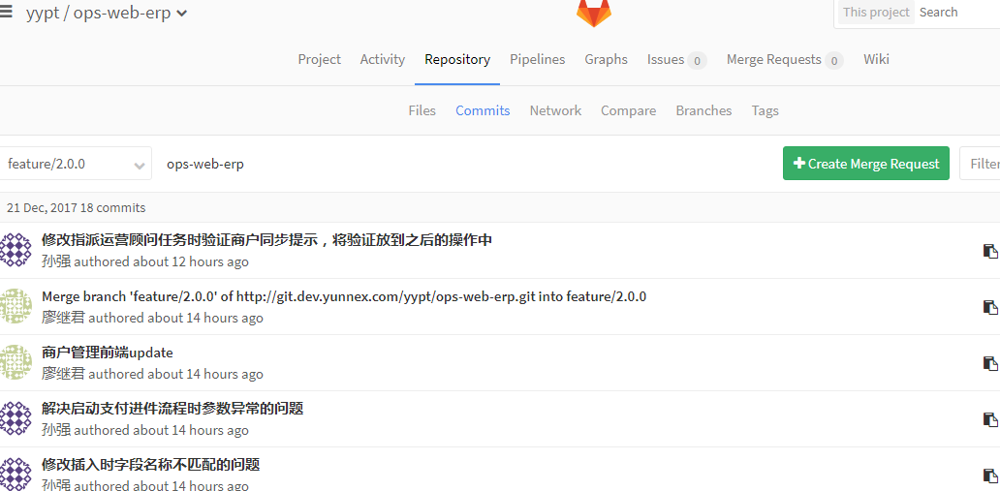 yypt / ops-web-erp
This project Search
Project Activity Repository Pipelines Graphs Issues 0 Merge Requests 0 Wiki
Files Commits Network Compare Branches Tags
feature/2.0.0 ops-web-erp Create Merge Request Filter
21 Dec, 2017 18 commits
修改指派运营顾问任务时验证商户同步提示，将验证放到之后的操作中
孙强 authored about 12 hours ago
Merge branch 'feature/2.0.0' of http://git.dev.yunnex.com/yypt/ops-web-erp.git into feature/2.0.0
廖继君 authored about 14 hours ago
商户管理前端update
廖继君 authored about 14 hours ago
解决启动支付进件流程时参数异常的问题
孙强 authored about 14 hours ago
修改插入时字段名称不匹配的问题
孙强 authored about 14 hours ago